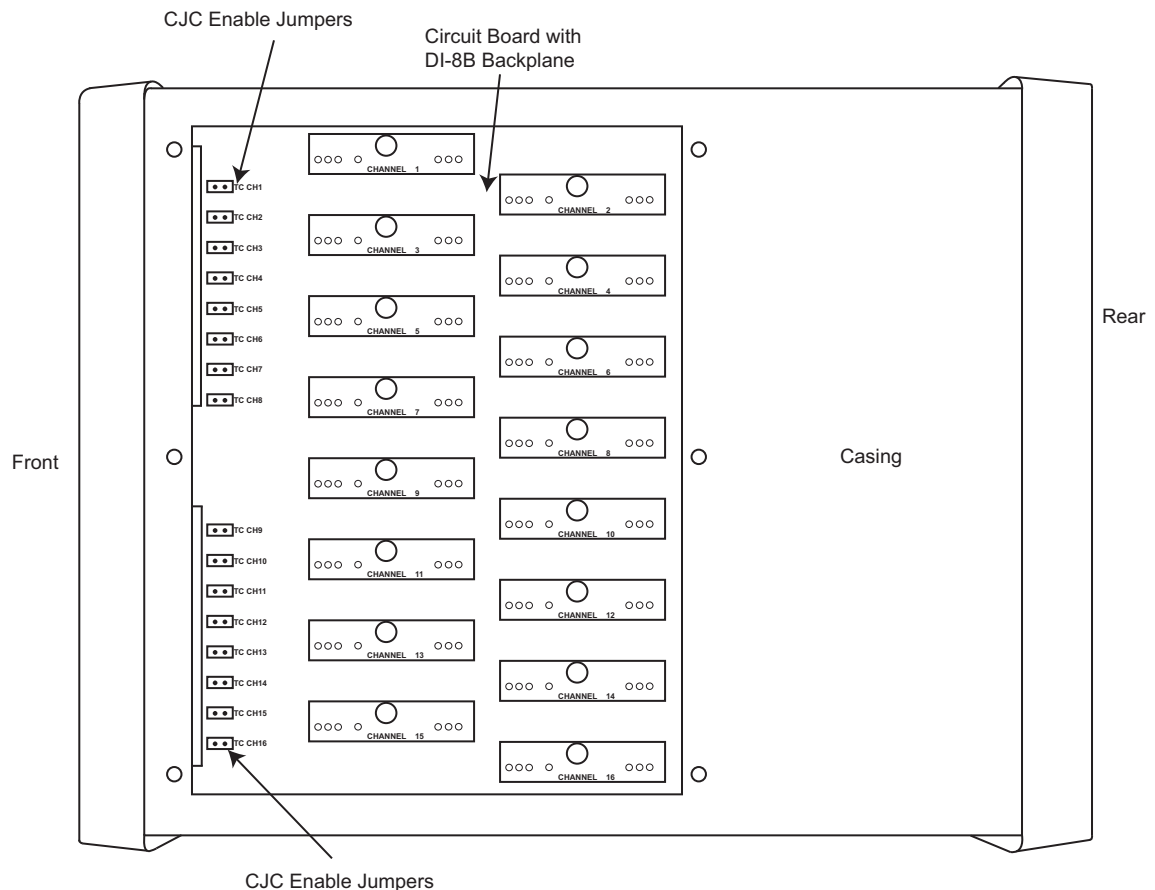 CJC Enable Jumpers
Circuit Board with
DI-8B Backplane
CHANNEL 1
TC CH1
CHANNEL 2
TC CH2
TC CH3
CHANNEL 3
TC CH4
CHANNEL 4
TC CH5
Rear
CHANNEL 5
TC CH6
TC CH7
CHANNEL 6
TC CH8
CHANNEL 7
CHANNEL 8
Front
Casing
CHANNEL 9
TC CH9
CHANNEL 10
TC CH10
CHANNEL 11
TC CH11
TC CH12
CHANNEL 12
TC CH13
CHANNEL 13
TC CH14
CHANNEL 14
TC CH15
CHANNEL 15
TC CH16
CHANNEL 16
CJC Enable Jumpers